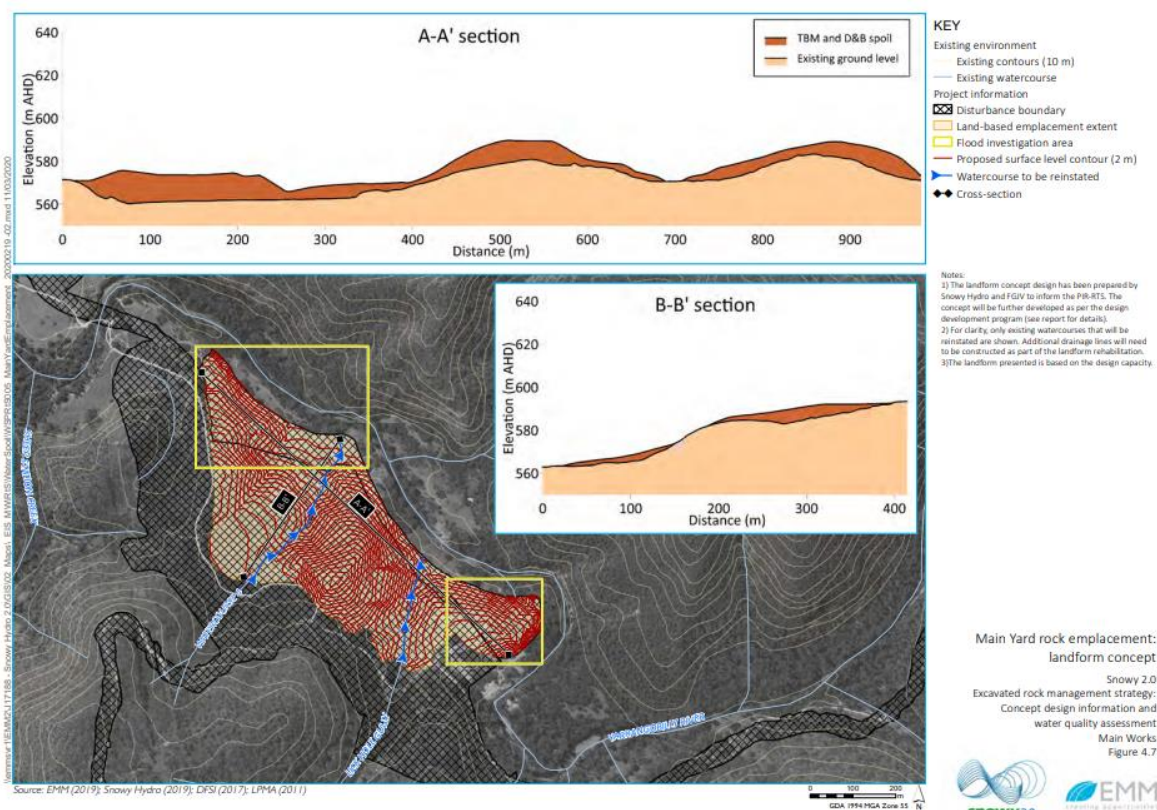 A-A' section
TBM and D&B spoil
Existing ground level
Elevation (m AHD)
640
620
600
580
560
0 100 200 300 400 500 600 700 800 900
Distance (m)
KEY
Existing environment
Existing contours (10 m)
Existing watercourse
Project information
Disturbance boundary
Land-based emplacement extent
Flood investigation area
Proposed surface level contour (2 m)
Watercourse to be reinstated
Cross-section
Notes:
1) The landform concept design has been prepared by
Snowy Hydro and FGJV to inform the PIR-RTS. The
concept will be further developed as per the design
development program (see report for details).
2) For clarity, only existing watercourses that will be
reinstated are shown. Additional drainage lines will need
to be constructed as part of the landform rehabilitation.
3)The landform presented is based on the design capacity.
B-B' section
Elevation (m AHD)
640
620
600
580
560
0 100 200 300 400
Distance (m)
B-B'
A-A'
YARRANGOBILLY RIVER
Main Yard rock emplacement:
landform concept
Snowy 2.0
Excavated rock management strategy:
Concept design information and
water quality assessment
Main Works
Figure 4.7
Source: EMM (2019); Snowy Hydro (2019); DFSI (2017); LPMA (2011)
0 100 200
m
GDA 1994 MGA Zone 55
N
EMM
creating opportunities